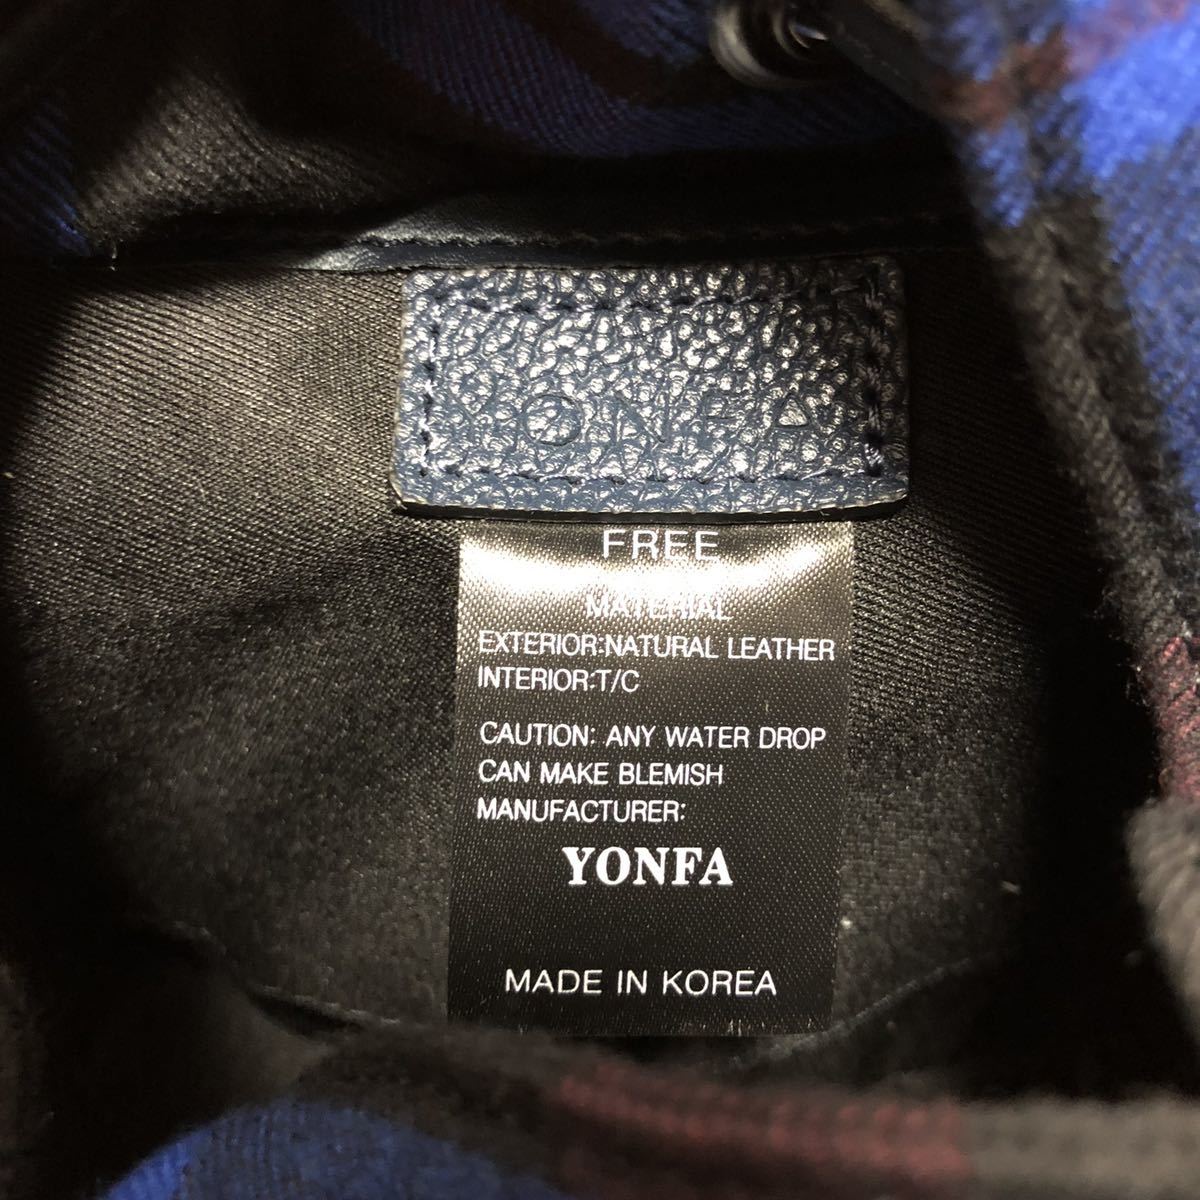 YONFA
FREE
MATERIAL
EXTERIOR:NATURAL LEATHER
INTERIOR:T/C
CAUTION: ANY WATER DROP
CAN MAKE BLEMISH
MANUFACTURER:
YONFA
MADE IN KOREA